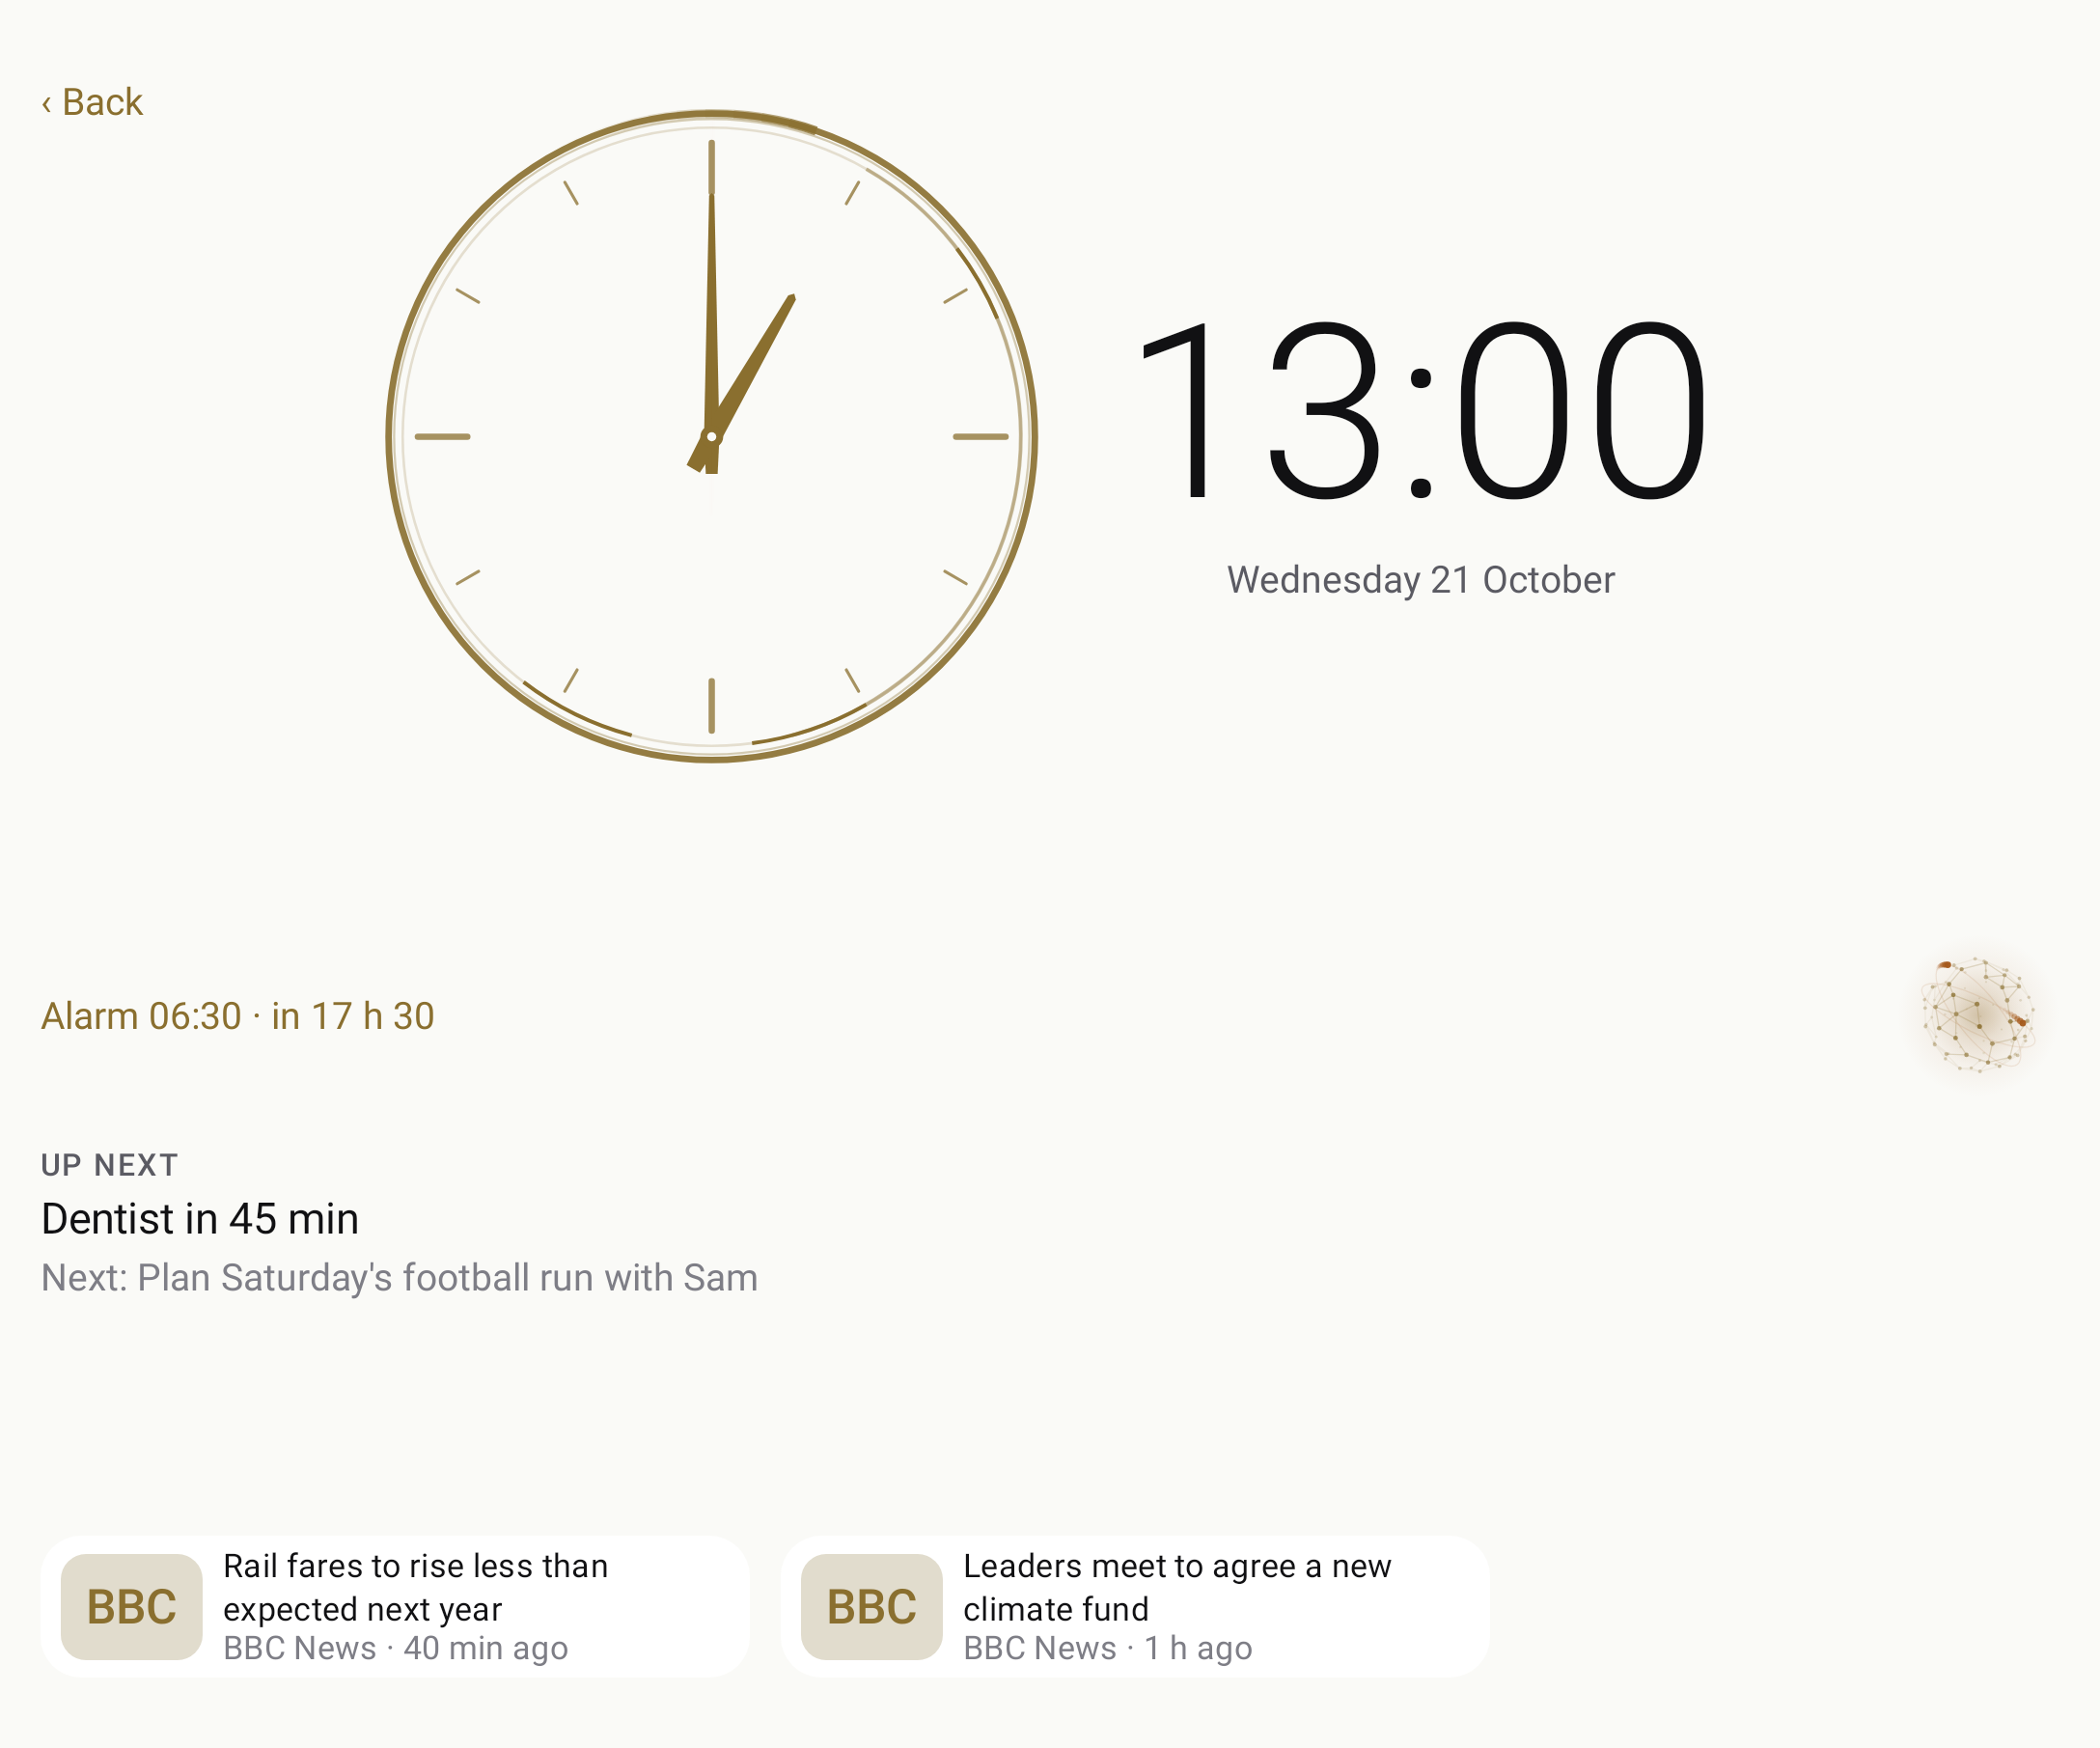 ‹ Back
13:00
Wednesday 21 October
Alarm 06:30 · in 17 h 30
UP NEXT
Dentist in 45 min
Next: Plan Saturday's football run with Sam
BBC
Rail fares to rise less than
expected next year
BBC News · 40 min ago
BBC
Leaders meet to agree a new
climate fund
BBC News · 1 h ago